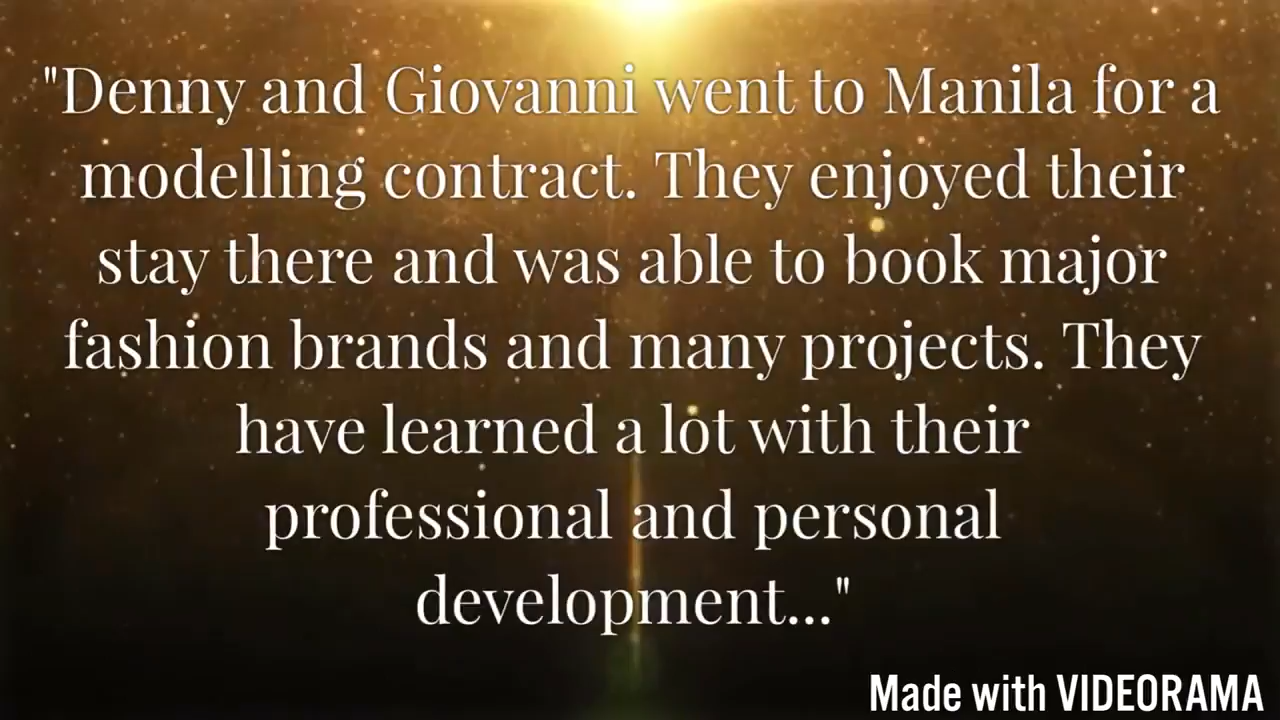 "Denny and Giovanni went to Manila for a
modelling contract. They enjoyed their
stay there and was able to book major
fashion brands and many projects. They
have learned a lot with their
professional and personal
development..."
Made with VIDEORAMA